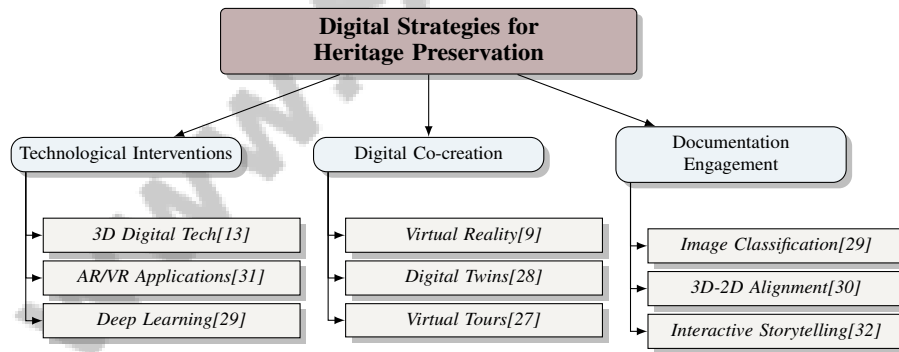 Digital Strategies for
Heritage Preservation
Technological Interventions
3D Digital Tech[13]
AR/VR Applications[31]
Deep Learning[29]
Digital Co-creation
Virtual Reality[9]
Digital Twins[28]
Virtual Tours[27]
Documentation
Engagement
Image Classification[29]
3D-2D Alignment[30]
Interactive Storytelling[32]
www.